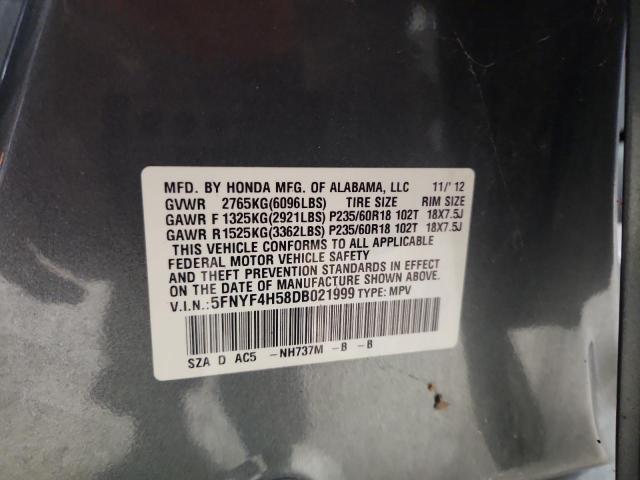 MFD. BY HONDA MFG. OF ALABAMA, LLC 11/'12
GVWR 2765KG(6096LBS) TIRE SIZE RIM SIZE
GAWR F 1325KG(2921LBS) P235/60R18 102T 18X7.5J
GAWR R 1525KG(3362LBS) P235/60R18 102T 18X7.5J
THIS VEHICLE CONFORMS TO ALL APPLICABLE
FEDERAL MOTOR VEHICLE SAFETY
AND THEFT PREVENTION STANDARDS IN EFFECT
ON THE DATE OF MANUFACTURE SHOWN ABOVE.
V.I.N.: 5FNYF4H58DB021999 TYPE: MPV
SZA D AC5 -NH737M -B -B